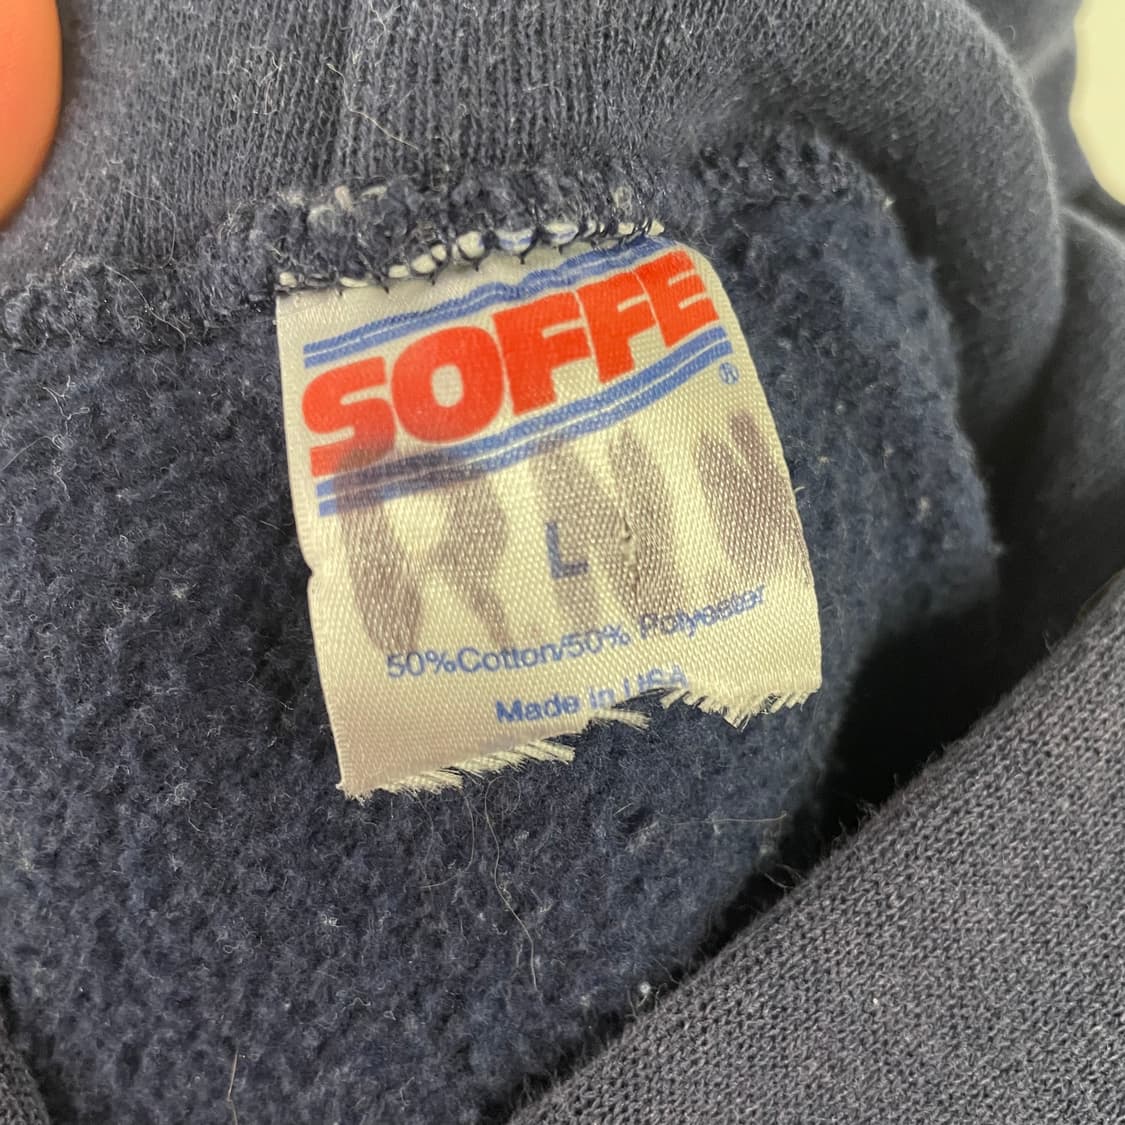 SOFFE
®
L
50%Cotton/50% Polyester
Made in USA